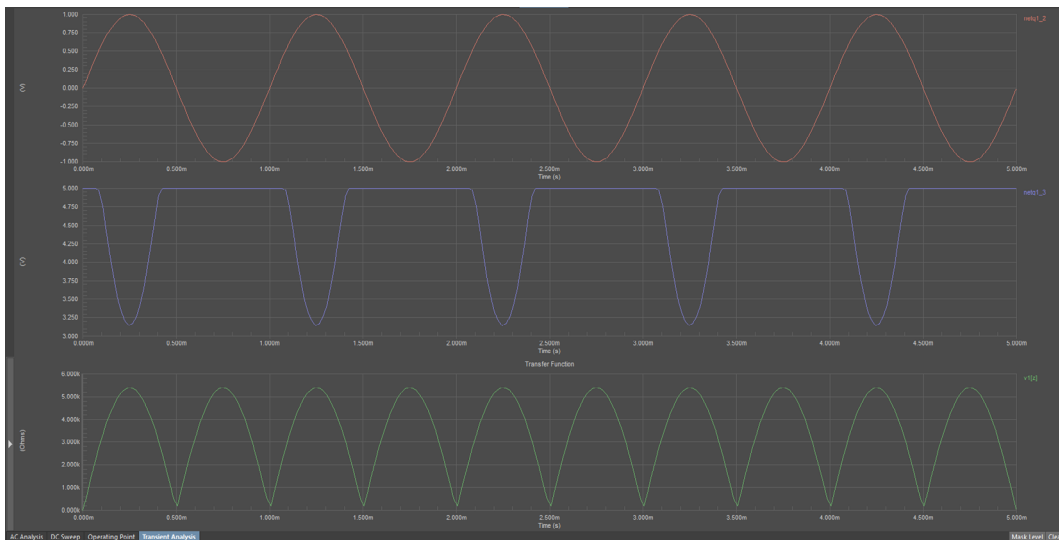 1.000
netq1_2
0.750
0.500
0.250
(V)
0.000
-0.250
-0.500
-0.750
-1.000
0.000m 0.500m 1.000m 1.500m 2.000m 2.500m 3.000m 3.500m 4.000m 4.500m 5.000m
Time (s)
5.000
netq1_3
4.750
4.500
4.250
(V)
4.000
3.750
3.500
3.250
3.000
0.000m 0.500m 1.000m 1.500m 2.000m 2.500m 3.000m 3.500m 4.000m 4.500m 5.000m
Time (s)
Transfer Function
6.000k
v1[z]
5.000k
4.000k
3.000k
(Ohms)
2.000k
1.000k
0.000k
0.000m 0.500m 1.000m 1.500m 2.000m 2.500m 3.000m 3.500m 4.000m 4.500m 5.000m
Time (s)
AC Analysis DC Sweep Operating Point Transient Analysis Mask Level Cle